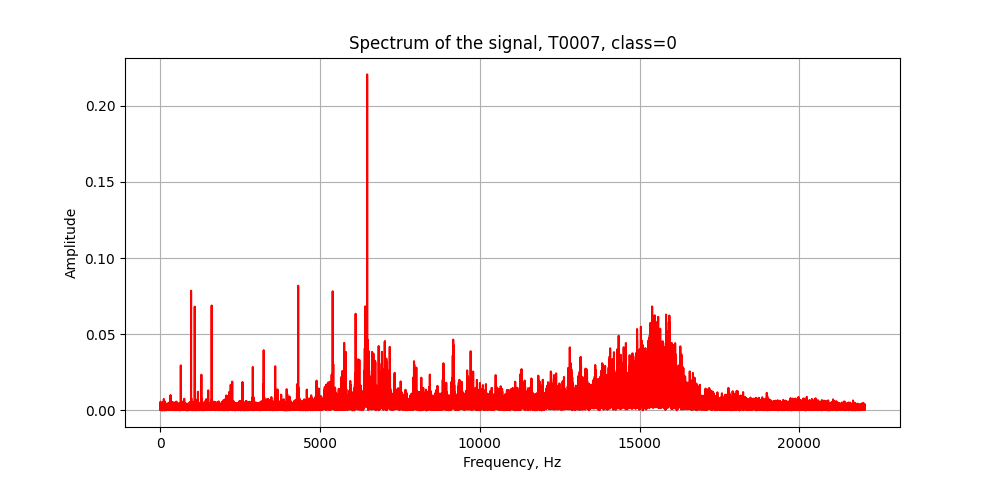 Spectrum of the signal, T0007, class=0
0.20
0.15
0.10
0.05
0.00
Amplitude
0 5000 10000 15000 20000
Frequency, Hz